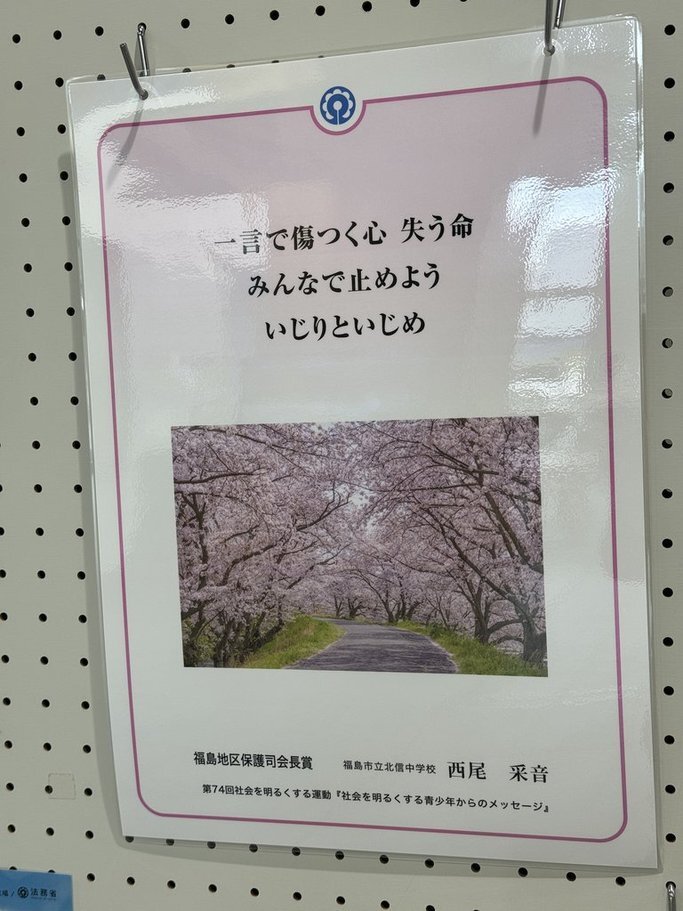 一言で傷つく心 失う命
みんなで止めよう
いじりといじめ
福島地区保護司会長賞 福島市立北信中学校 西尾 采音
第74回社会を明るくする運動『社会を明るくする青少年からのメッセージ』
法務省